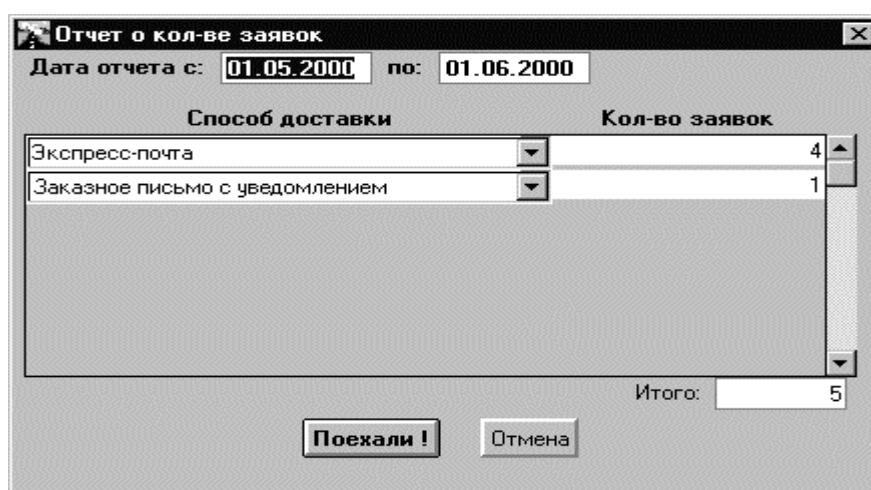 Отчет о кол-ве заявок
Дата отчета с: 01.05.2000 по: 01.06.2000
Способ доставки Кол-во заявок
Экспресс-почта 4
Заказное письмо с уведомлением 1
Итого: 5
Поехали ! Отмена